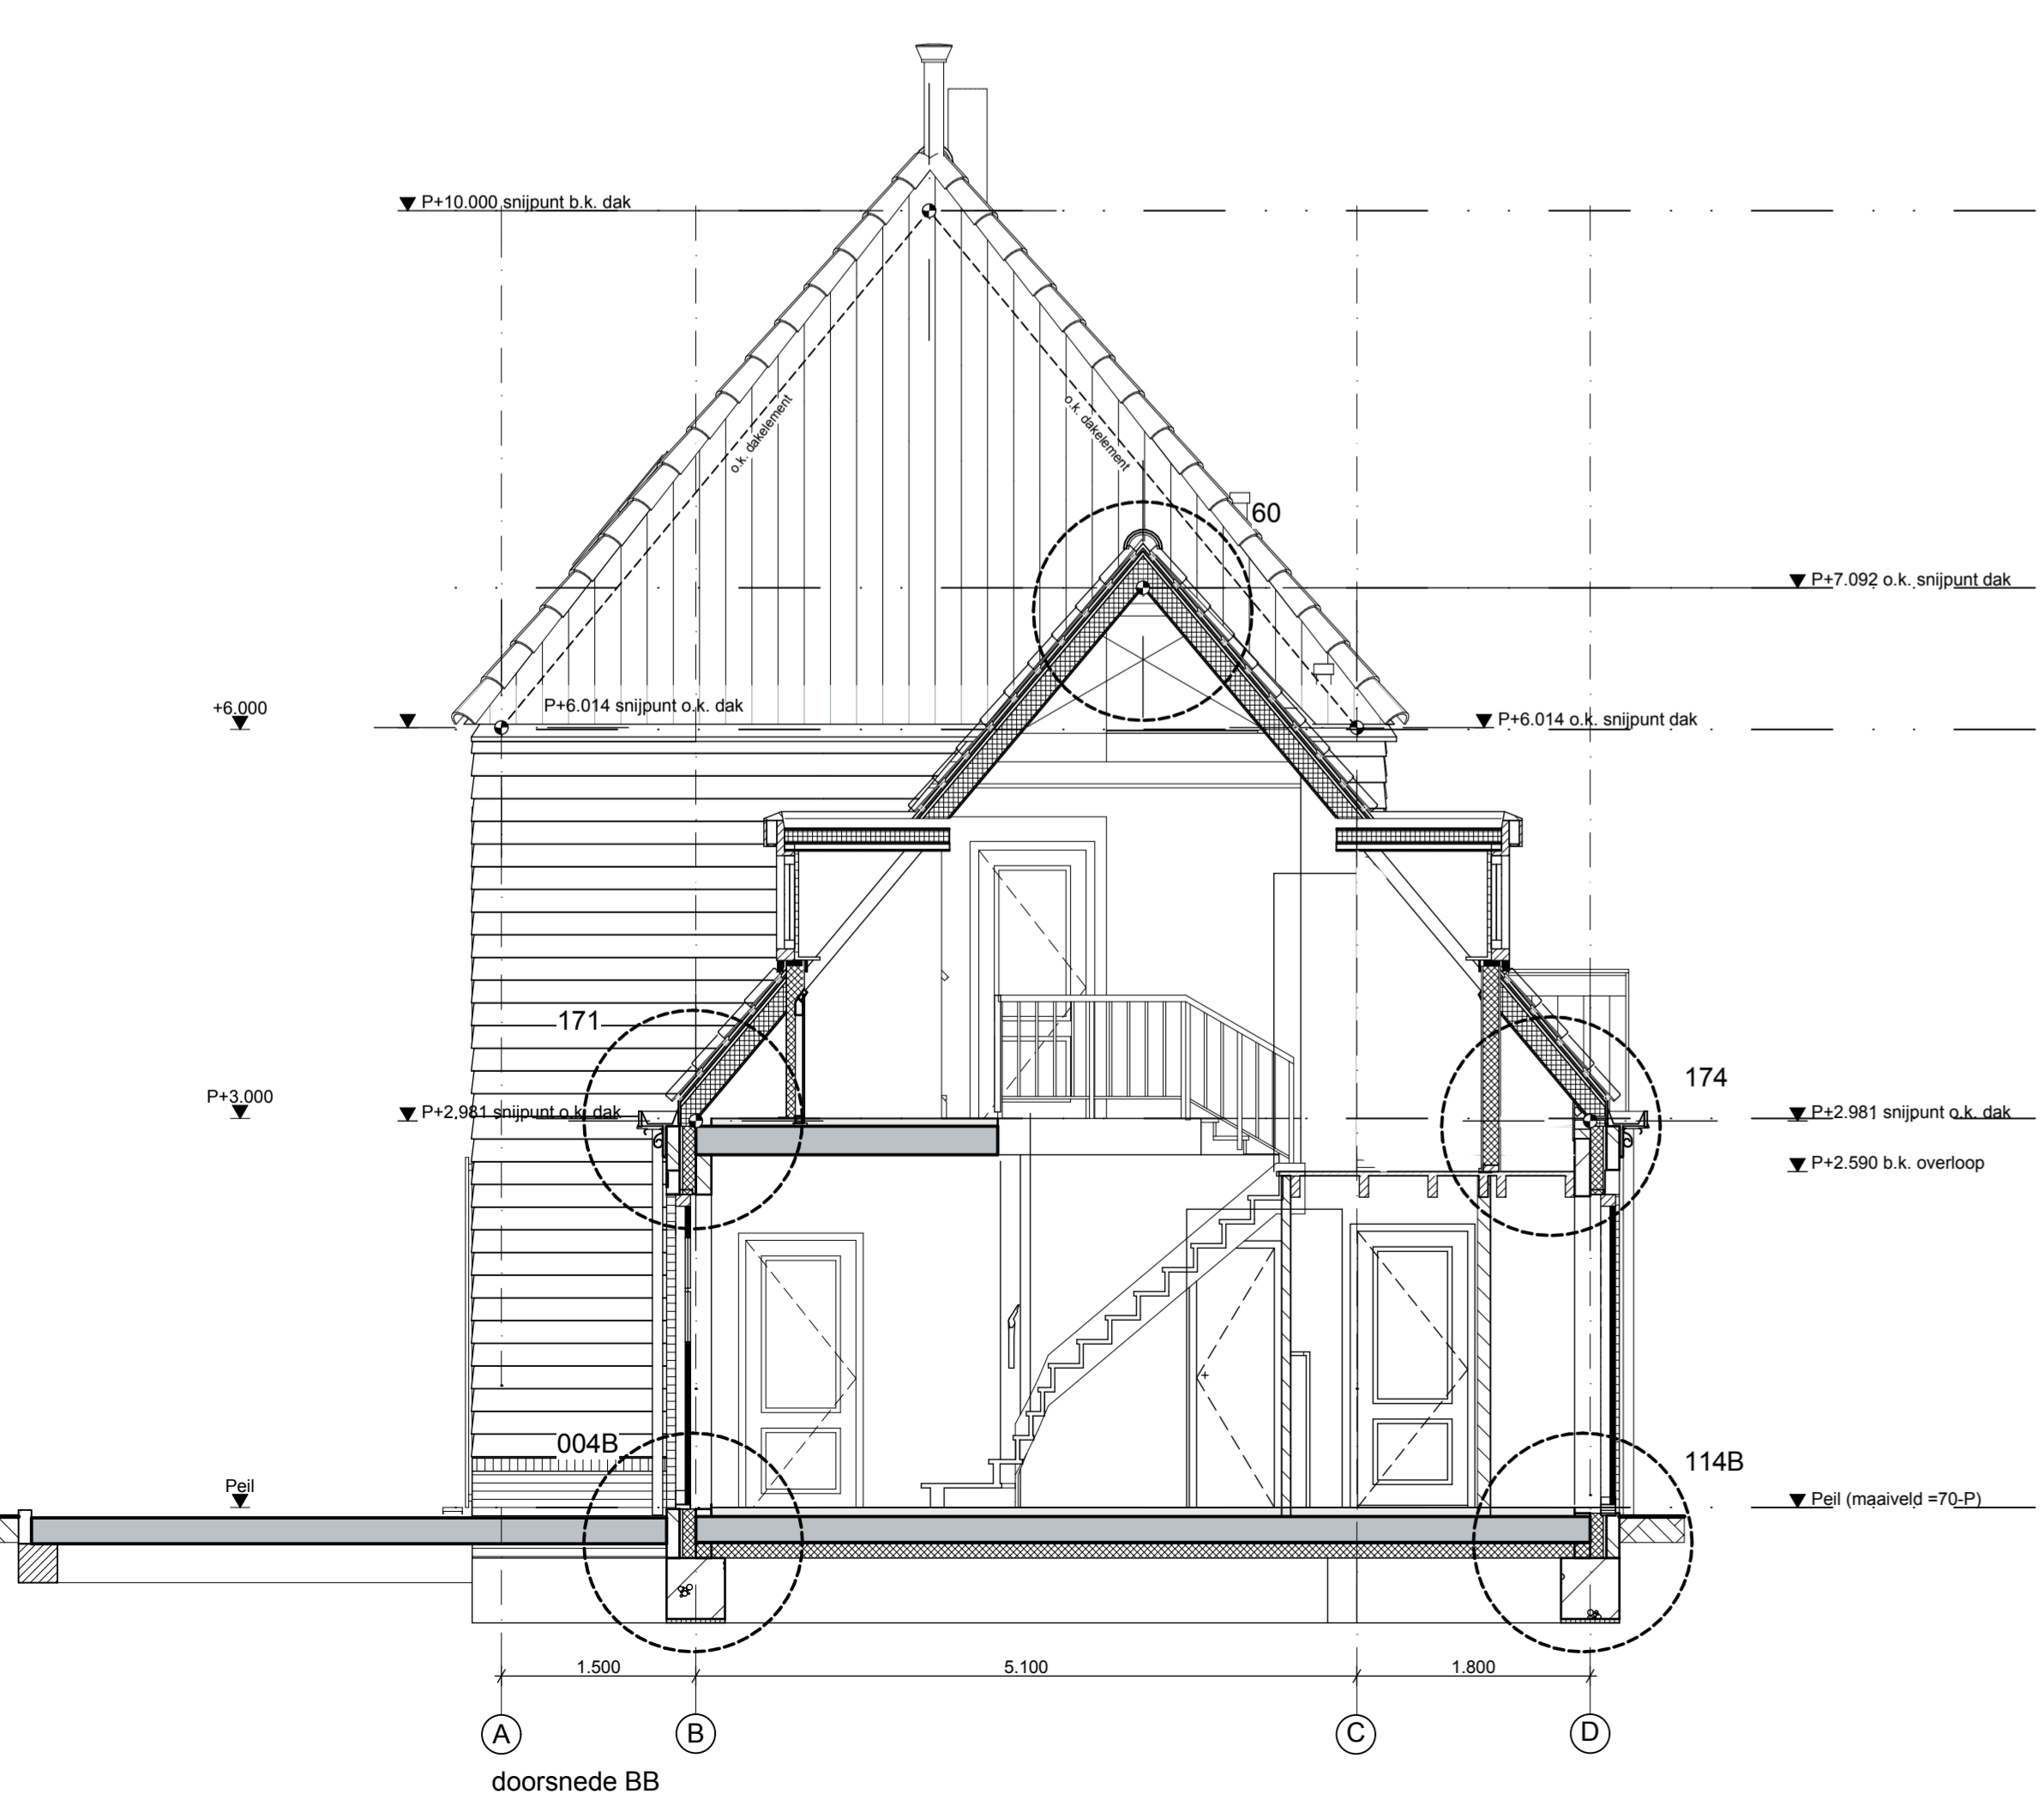 P+10.000 snijpunt b.k. dak
o.k. dakelement
o.k. dakelement
60
P+7.092 o.k. snijpunt dak
+6.000
P+6.014 snijpunt o.k. dak
P+6.014 o.k. snijpunt dak
171
174
P+3.000
P+2.981 snijpunt o.k. dak
P+2.981 snijpunt o.k. dak
P+2.590 b.k. overloop
004B
114B
Peil
Peil (maaiveld =70-P)
1.500
5.100
1.800
A
B
C
D
doorsnede BB